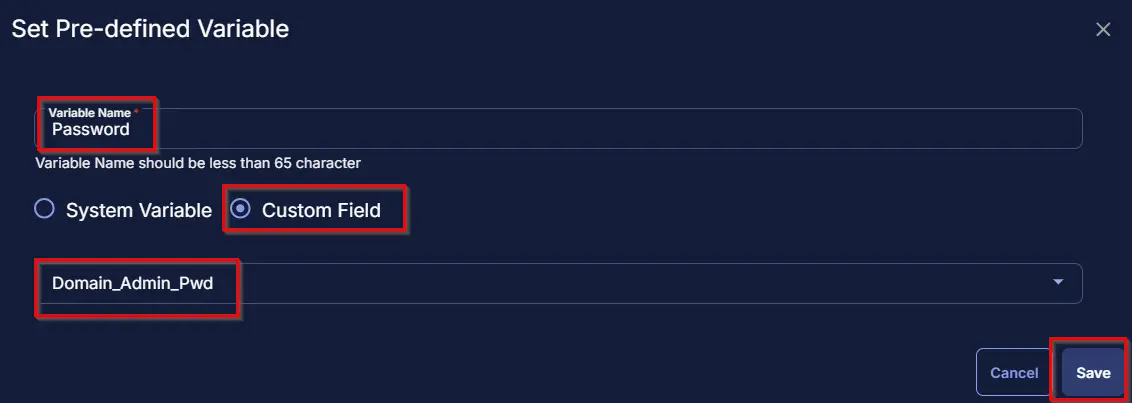 Set Pre-defined Variable
Variable Name *
Password
Variable Name should be less than 65 character
System Variable Custom Field
Domain_Admin_Pwd
Cancel Save